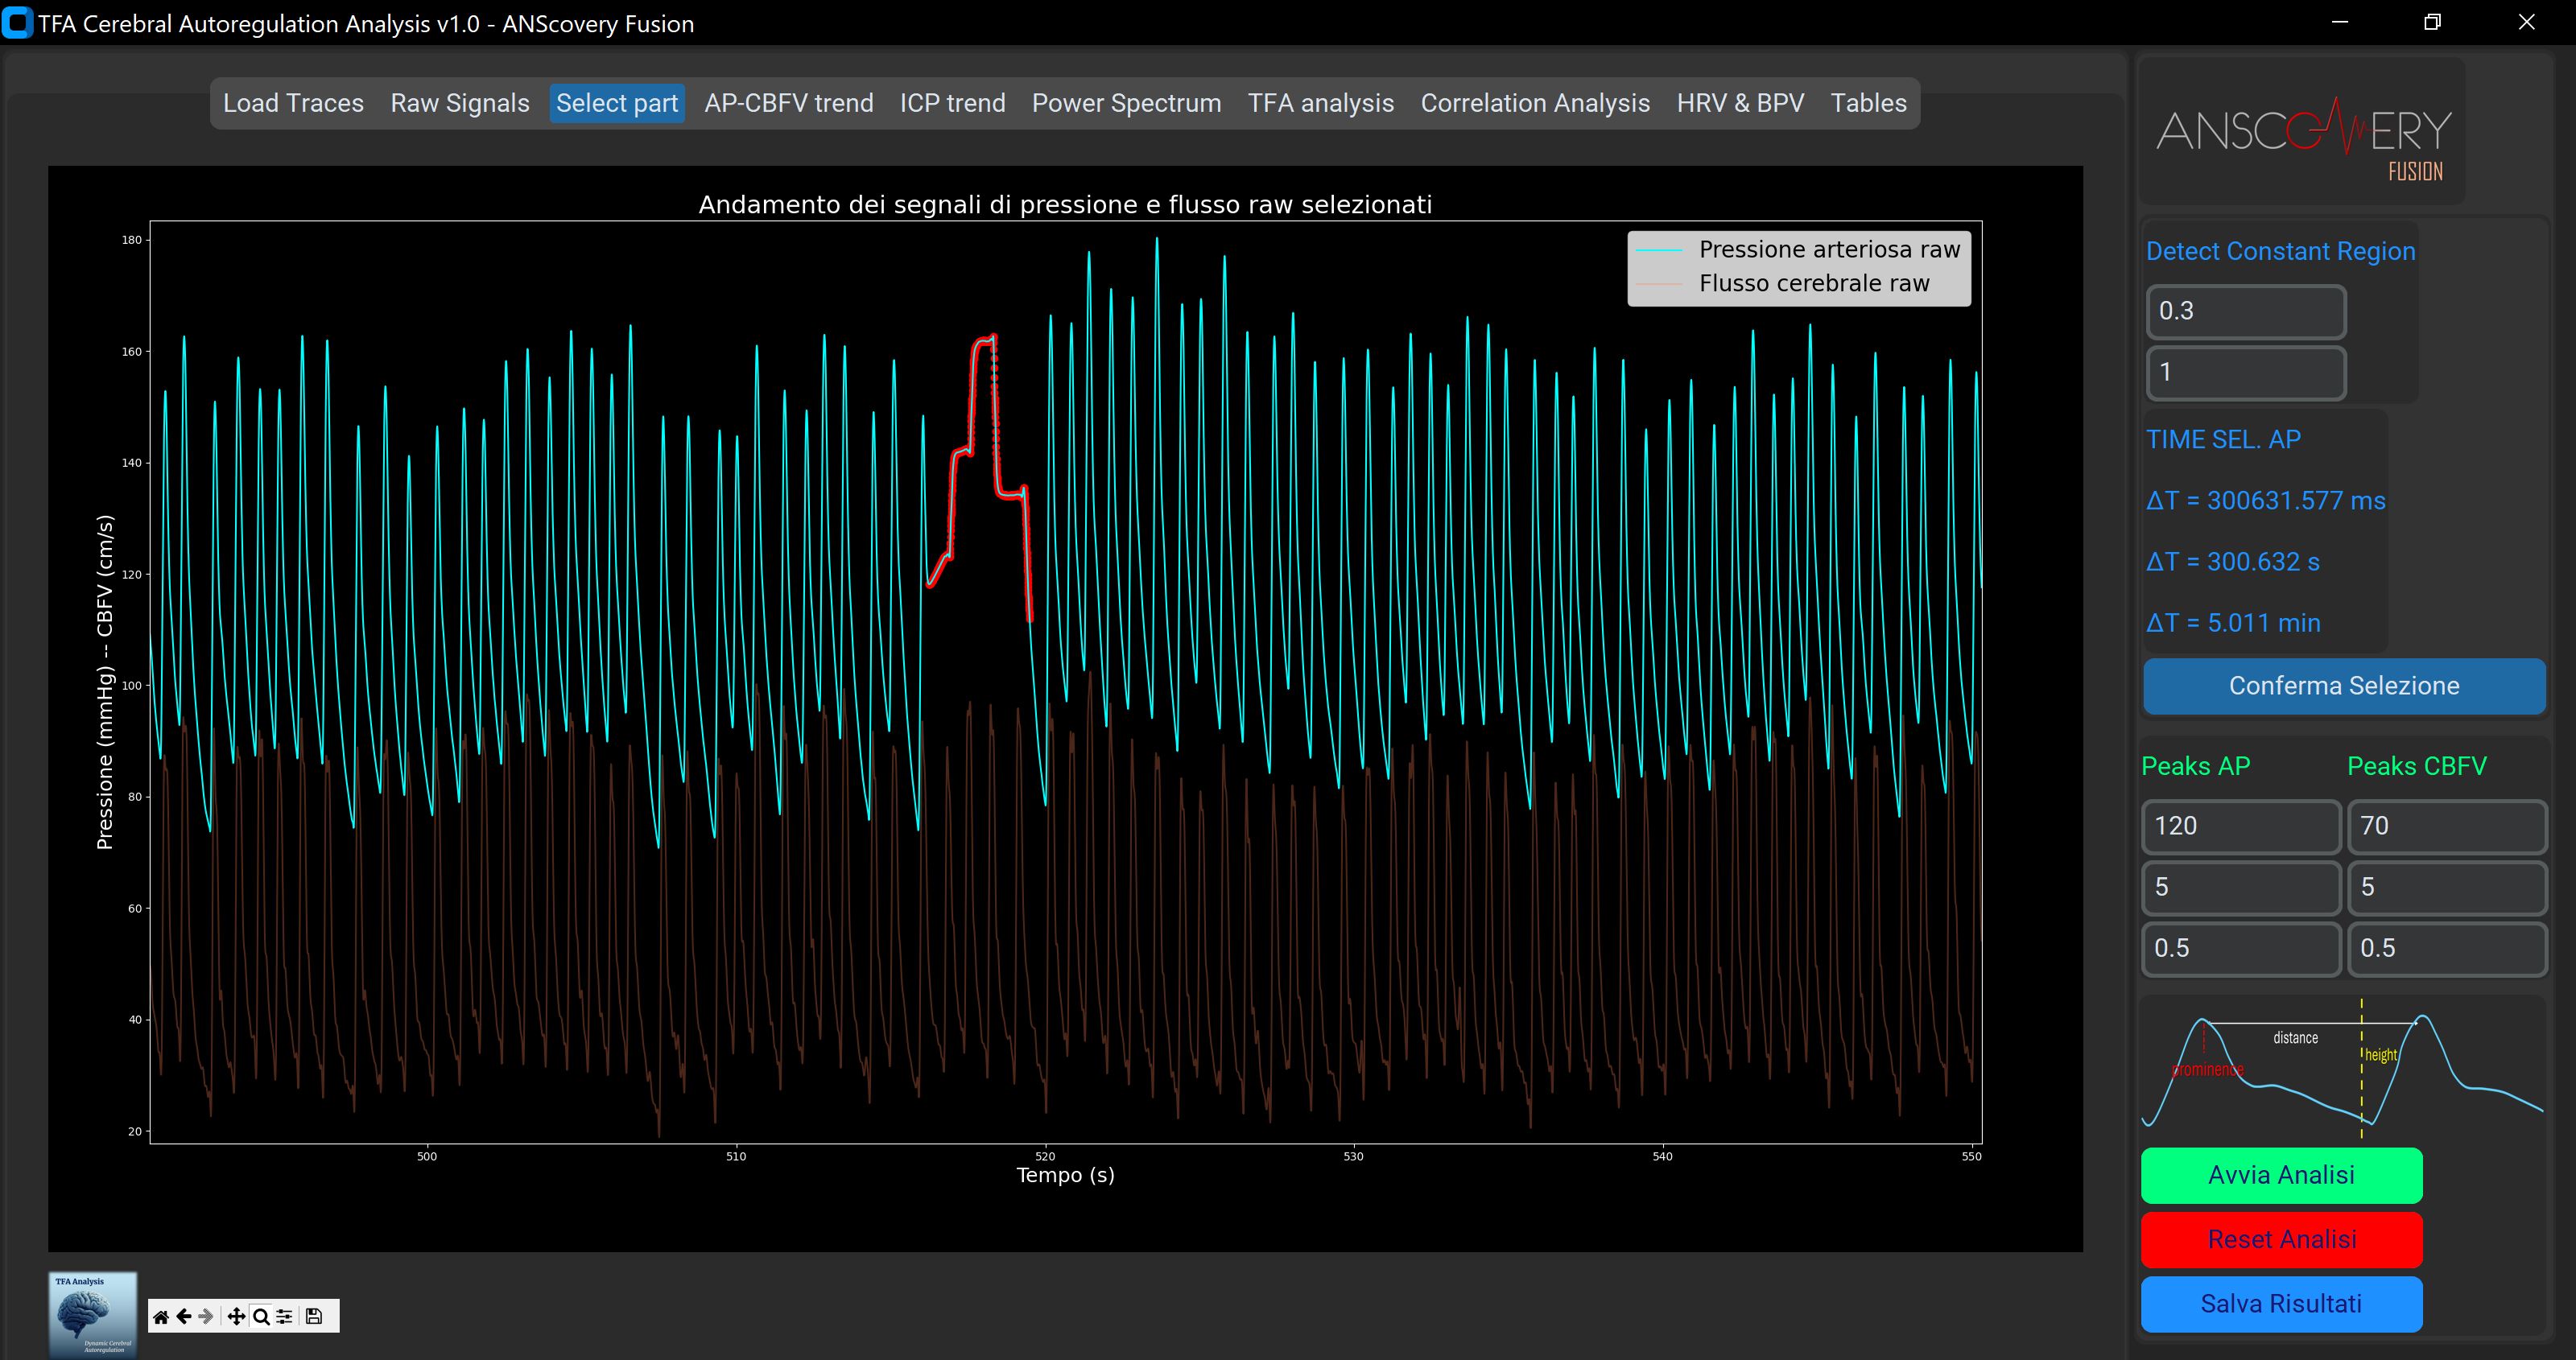 TFA Cerebral Autoregulation Analysis v1.0 - ANScovery Fusion
Load Traces Raw Signals Select part AP-CBFV trend ICP trend Power Spectrum TFA analysis Correlation Analysis HRV & BPV Tables
ANSCOVERY
FUSION
Andamento dei segnali di pressione e flusso raw selezionati
Pressione arteriosa raw
Flusso cerebrale raw
Pressione (mmHg) -- CBFV (cm/s)
180
160
140
120
100
80
60
40
20
500 510 520 530 540 550
Tempo (s)
Detect Constant Region
0.3
1
TIME SEL. AP
ΔT = 300631.577 ms
ΔT = 300.632 s
ΔT = 5.011 min
Conferma Selezione
Peaks AP Peaks CBFV
120 70
5 5
0.5 0.5
distance
height
prominence
Avvia Analisi
Reset Analisi
Salva Risultati
TFA Analysis
Dynamic Cerebral
Autoregulation